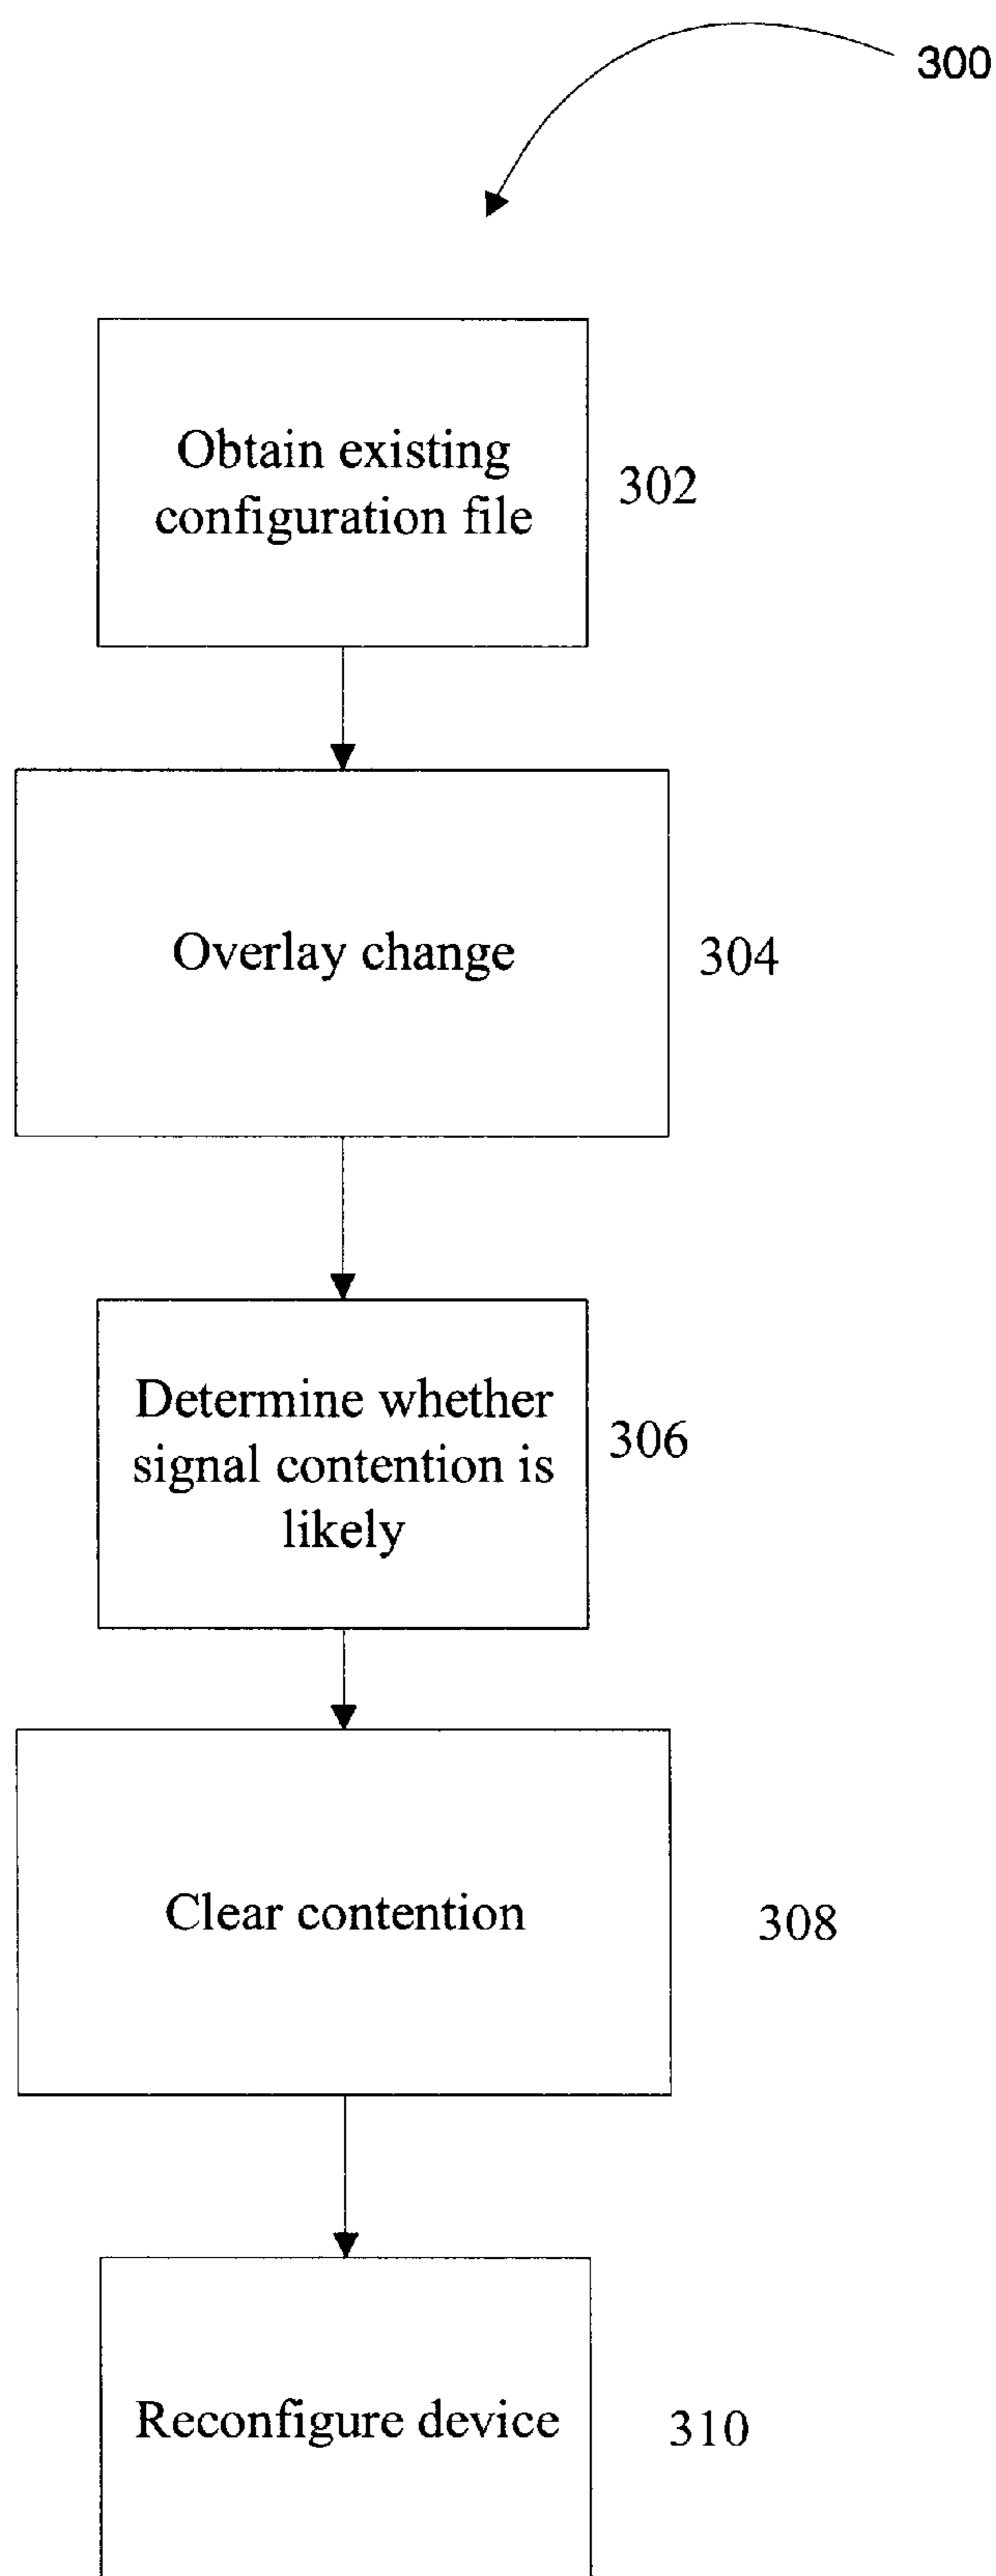 300
Obtain existing
configuration file
302
Overlay change
304
Determine whether
signal contention is
likely
306
Clear contention
308
Reconfigure device
310